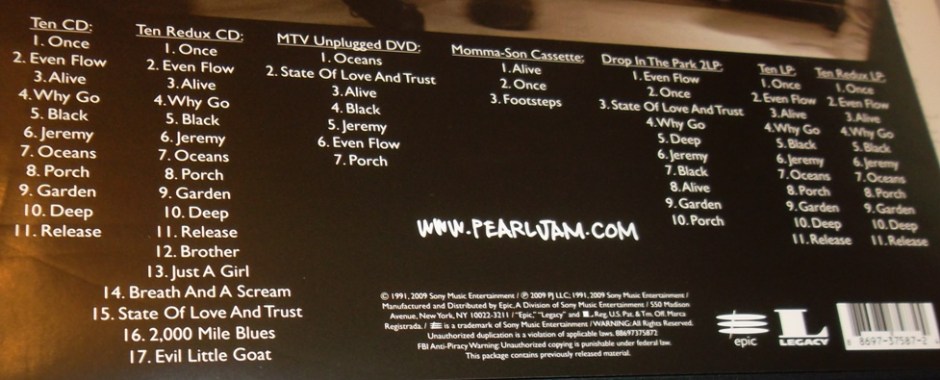 Ten CD:
1. Once
2. Even Flow
3. Alive
4. Why Go
5. Black
6. Jeremy
7. Oceans
8. Porch
9. Garden
10. Deep
11. Release
Ten Redux CD:
1. Once
2. Even Flow
3. Alive
4. Why Go
5. Black
6. Jeremy
7. Oceans
8. Porch
9. Garden
10. Deep
11. Release
12. Brother
13. Just A Girl
14. Breath And A Scream
15. State Of Love And Trust
16. 2,000 Mile Blues
17. Evil Little Goat
MTV Unplugged DVD:
1. Oceans
2. State Of Love And Trust
3. Alive
4. Black
5. Jeremy
6. Even Flow
7. Porch
Momma-Son Cassette:
1. Alive
2. Once
3. Footsteps
Drop In The Park 2LP:
1. Even Flow
2. Once
3. State Of Love And Trust
4. Why Go
5. Deep
6. Jeremy
7. Black
8. Alive
9. Garden
10. Porch
Ten LP:
1. Once
2. Even Flow
3. Alive
4. Why Go
5. Black
6. Jeremy
7. Oceans
8. Porch
9. Garden
10. Deep
11. Release
Ten Redux LP:
1. Once
2. Even Flow
3. Alive
4. Why Go
5. Black
6. Jeremy
7. Oceans
8. Porch
9. Garden
10. Deep
11. Release
WWW.PEARLJAM.COM
© 1991, 2009 Sony Music Entertainment / ℗ 2009 PJ, LLC; 1991, 2009 Sony Music Entertainment /
Manufactured and Distributed by Epic, A Division of Sony Music Entertainment / 550 Madison
Avenue, New York, NY 10022-3211 / "Epic," "Legacy" and L, Reg. U.S. Pat. & Tm. Off. Marca
Registrada. / is a trademark of Sony Music Entertainment / WARNING: All Rights Reserved.
Unauthorized duplication is a violation of applicable laws. 88697375872
FBI Anti-Piracy Warning: Unauthorized copying is punishable under federal law.
This package contains previously released material.
epic
L
LEGACY
8 8697-37587-2